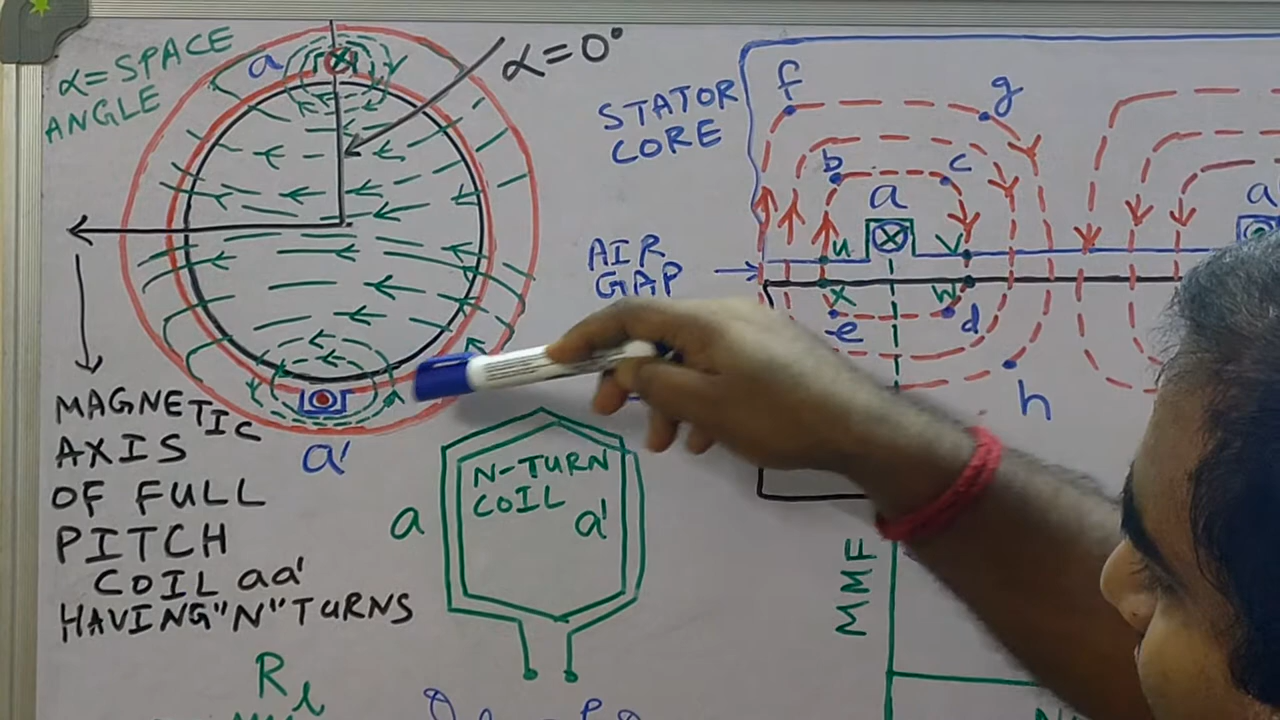 α = SPACE
ANGLE
a
α=0°
MAGNETIC
AXIS
OF FULL
PITCH
COIL aa'
HAVING "N" TURNS
a'
N-TURN
COIL
a
a'
STATOR
CORE
AIR
GAP
f
g
b
c
a
u
v
x
w
e
d
h
a
MMF
R
l